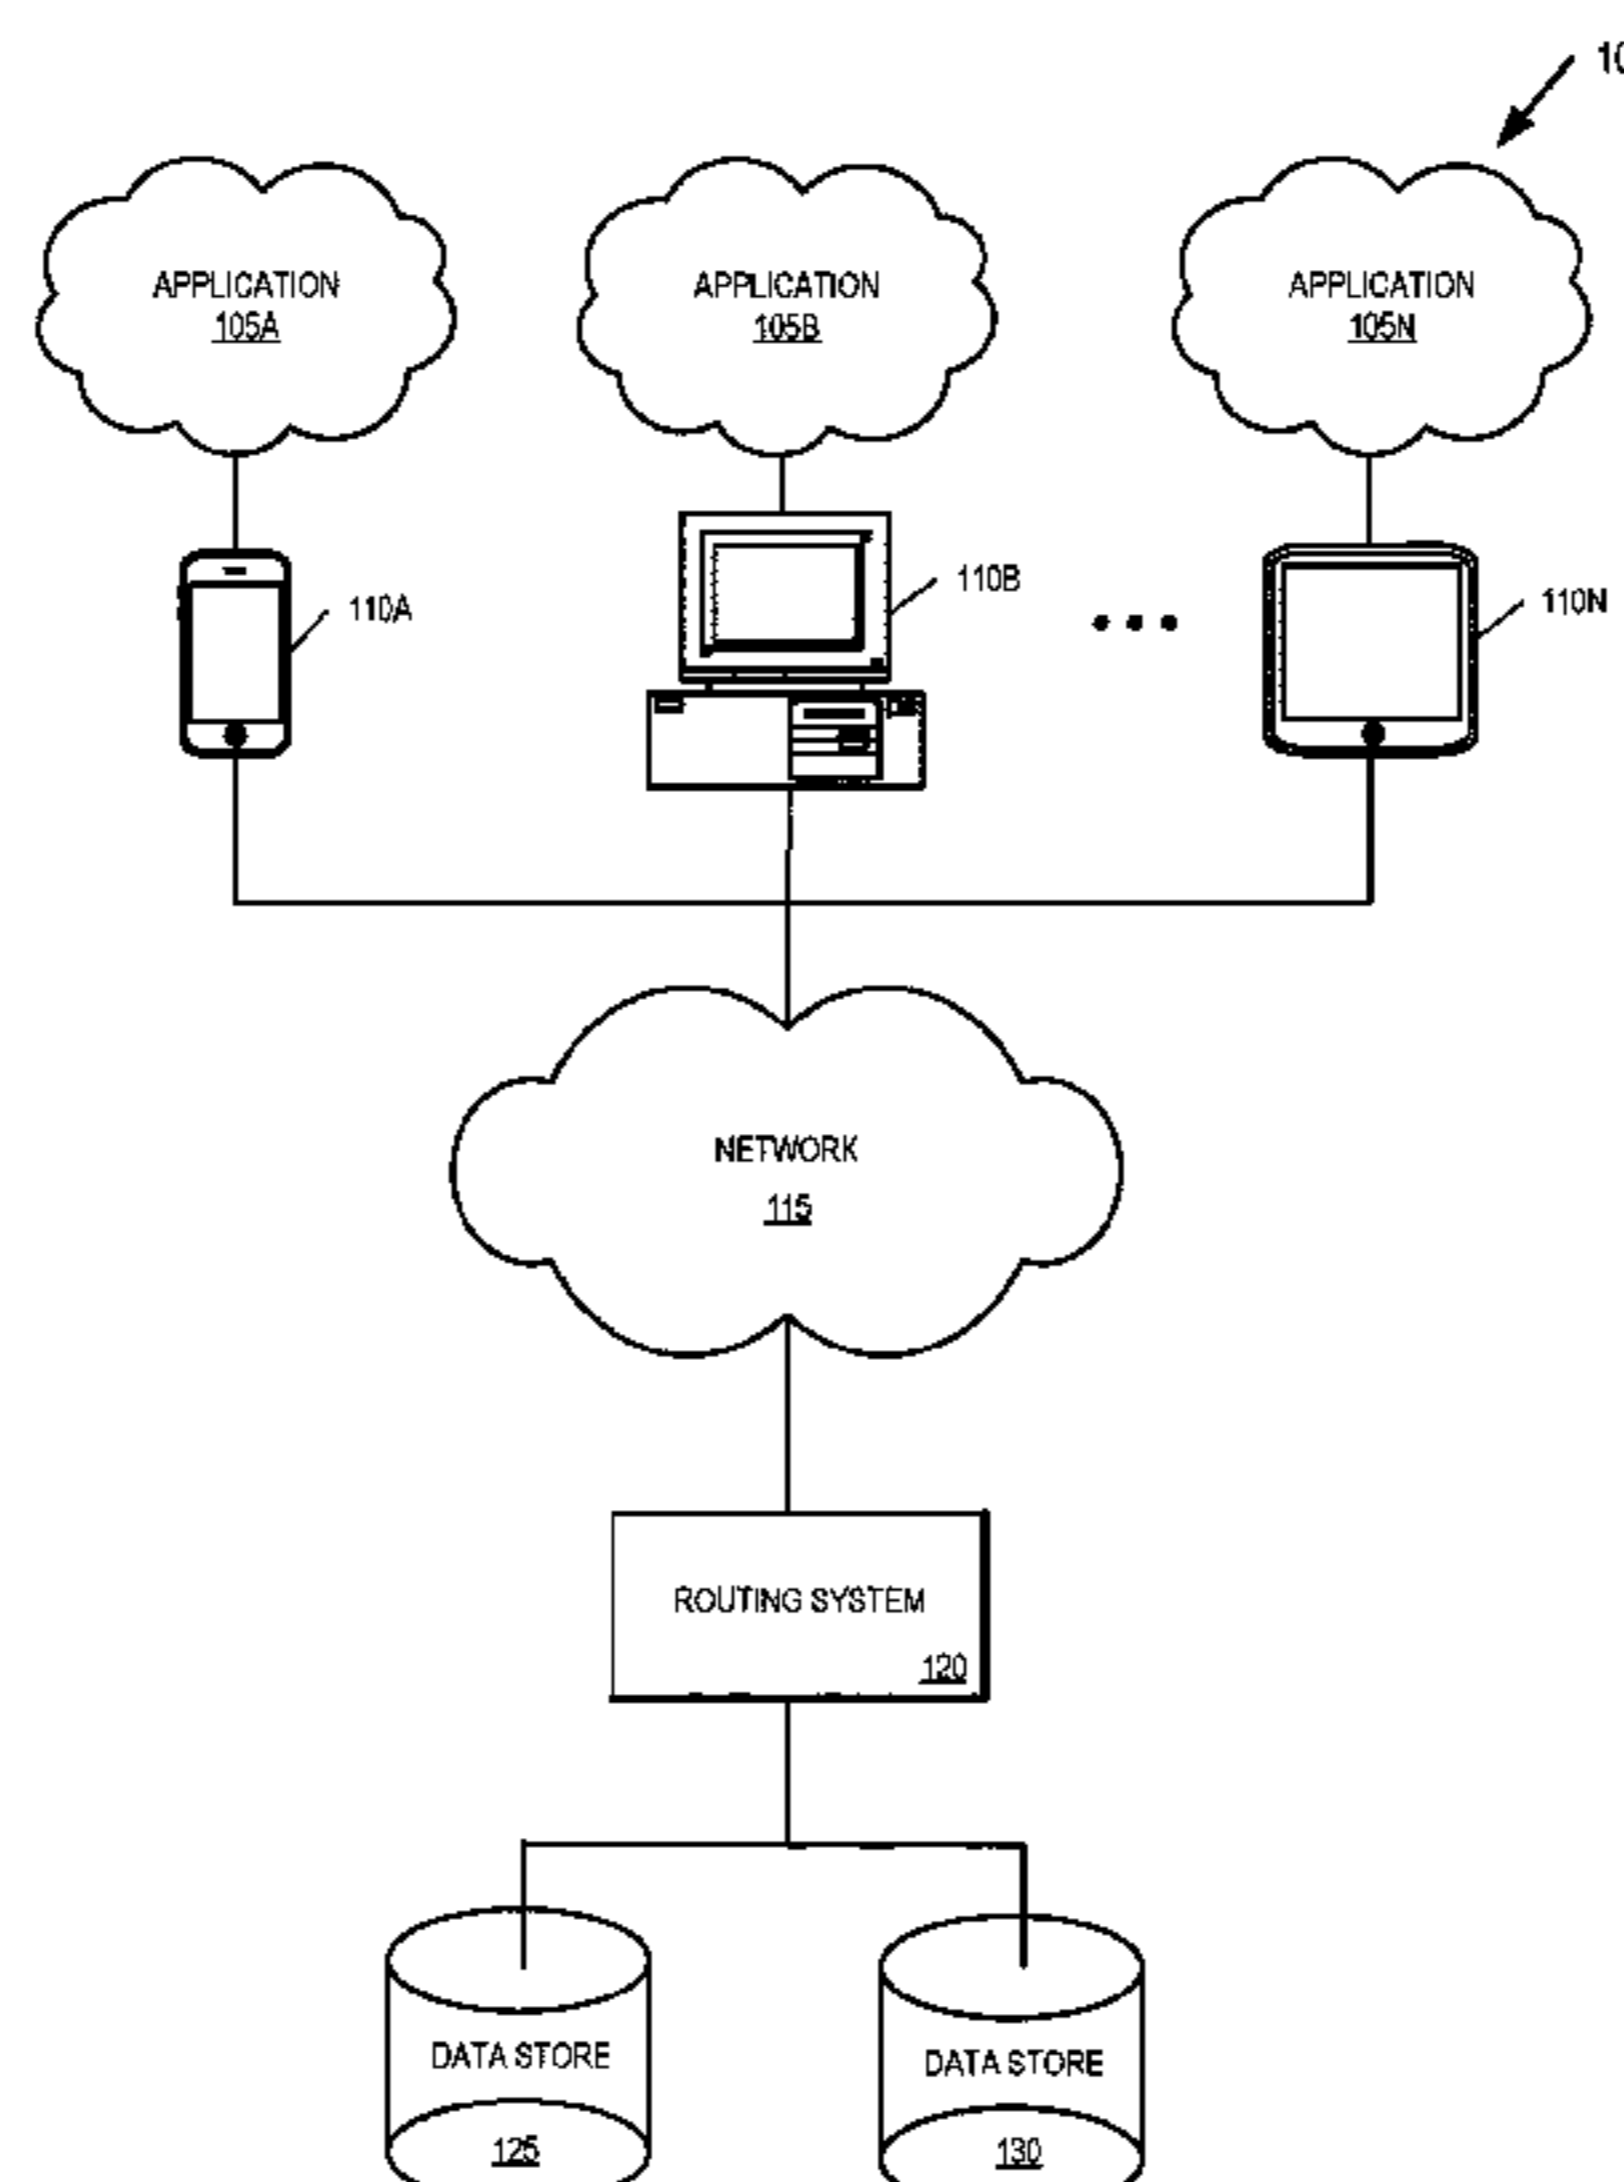 10
APPLICATION
105A
APPLICATION
105B
APPLICATION
105N
110A
110B
110N
NETWORK
115
ROUTING SYSTEM
120
DATA STORE
125
DATA STORE
130